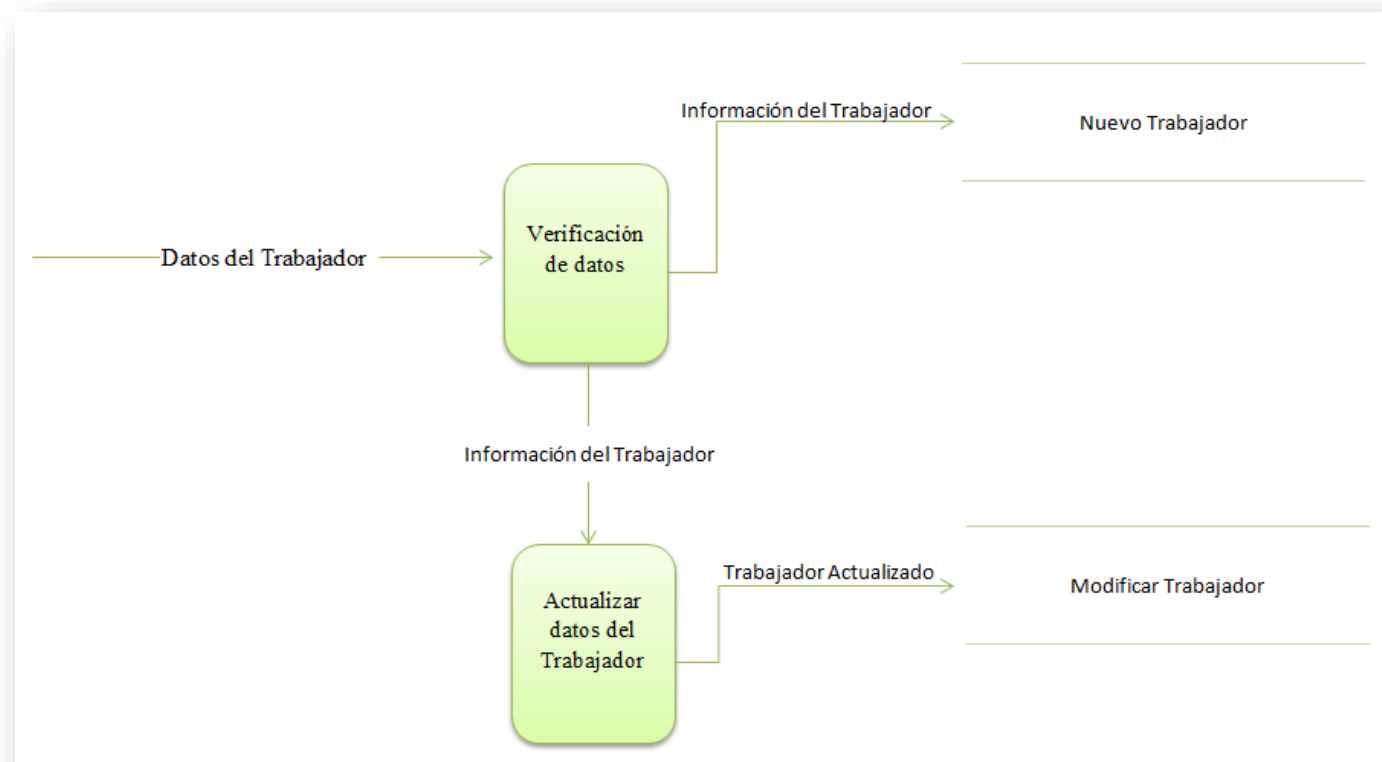 Información del Trabajador
Nuevo Trabajador
Verificación
de datos
Datos del Trabajador
Información del Trabajador
Trabajador Actualizado
Modificar Trabajador
Actualizar
datos del
Trabajador